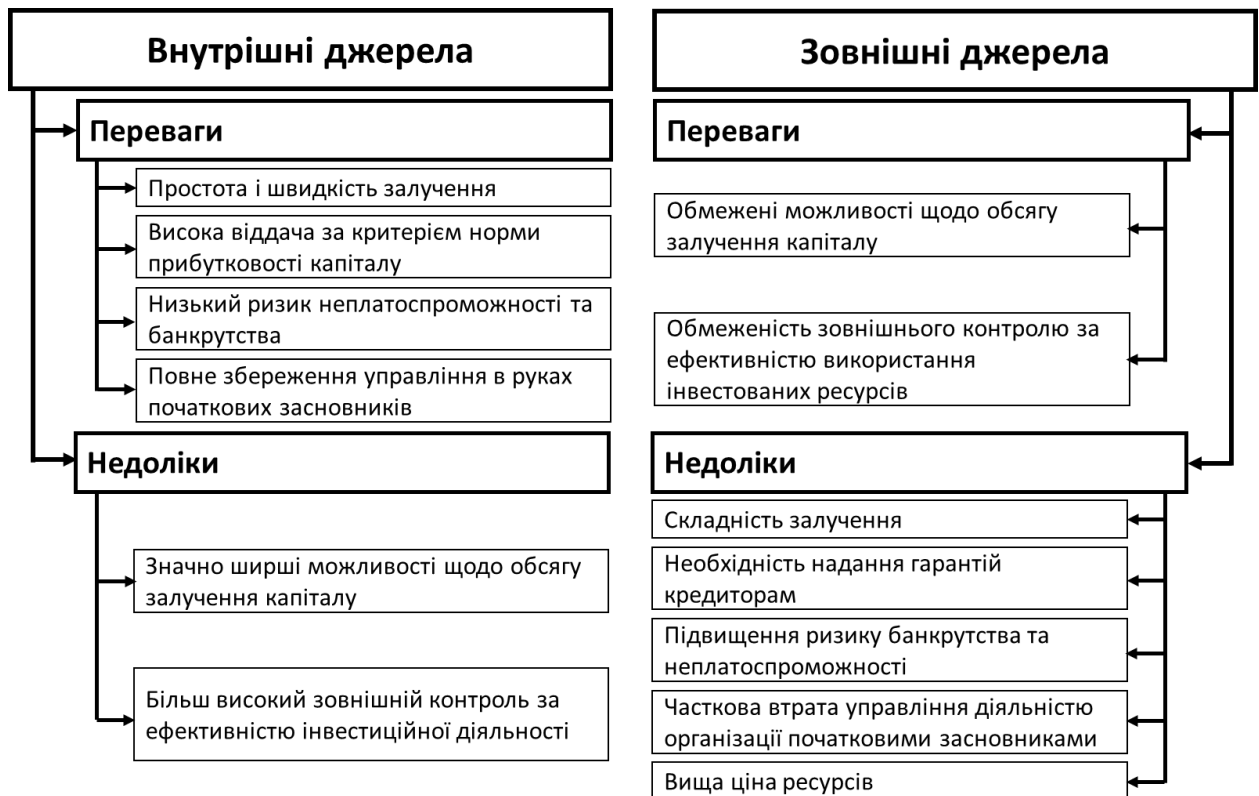 Внутрішні джерела
Переваги
Простота і швидкість залучення
Висока віддача за критерієм норми
прибутковості капіталу
Низький ризик неплатоспроможності та
банкрутства
Повне збереження управління в руках
початкових засновників
Недоліки
Значно ширші можливості щодо обсягу
залучення капіталу
Більш високий зовнішній контроль за
ефективністю інвестиційної діяльності
Зовнішні джерела
Переваги
Обмежені можливості щодо обсягу
залучення капіталу
Обмеженість зовнішнього контролю за
ефективністю використання
інвестованих ресурсів
Недоліки
Складність залучення
Необхідність надання гарантій
кредиторам
Підвищення ризику банкрутства та
неплатоспроможності
Часткова втрата управління діяльністю
організації початковими засновниками
Вища ціна ресурсів